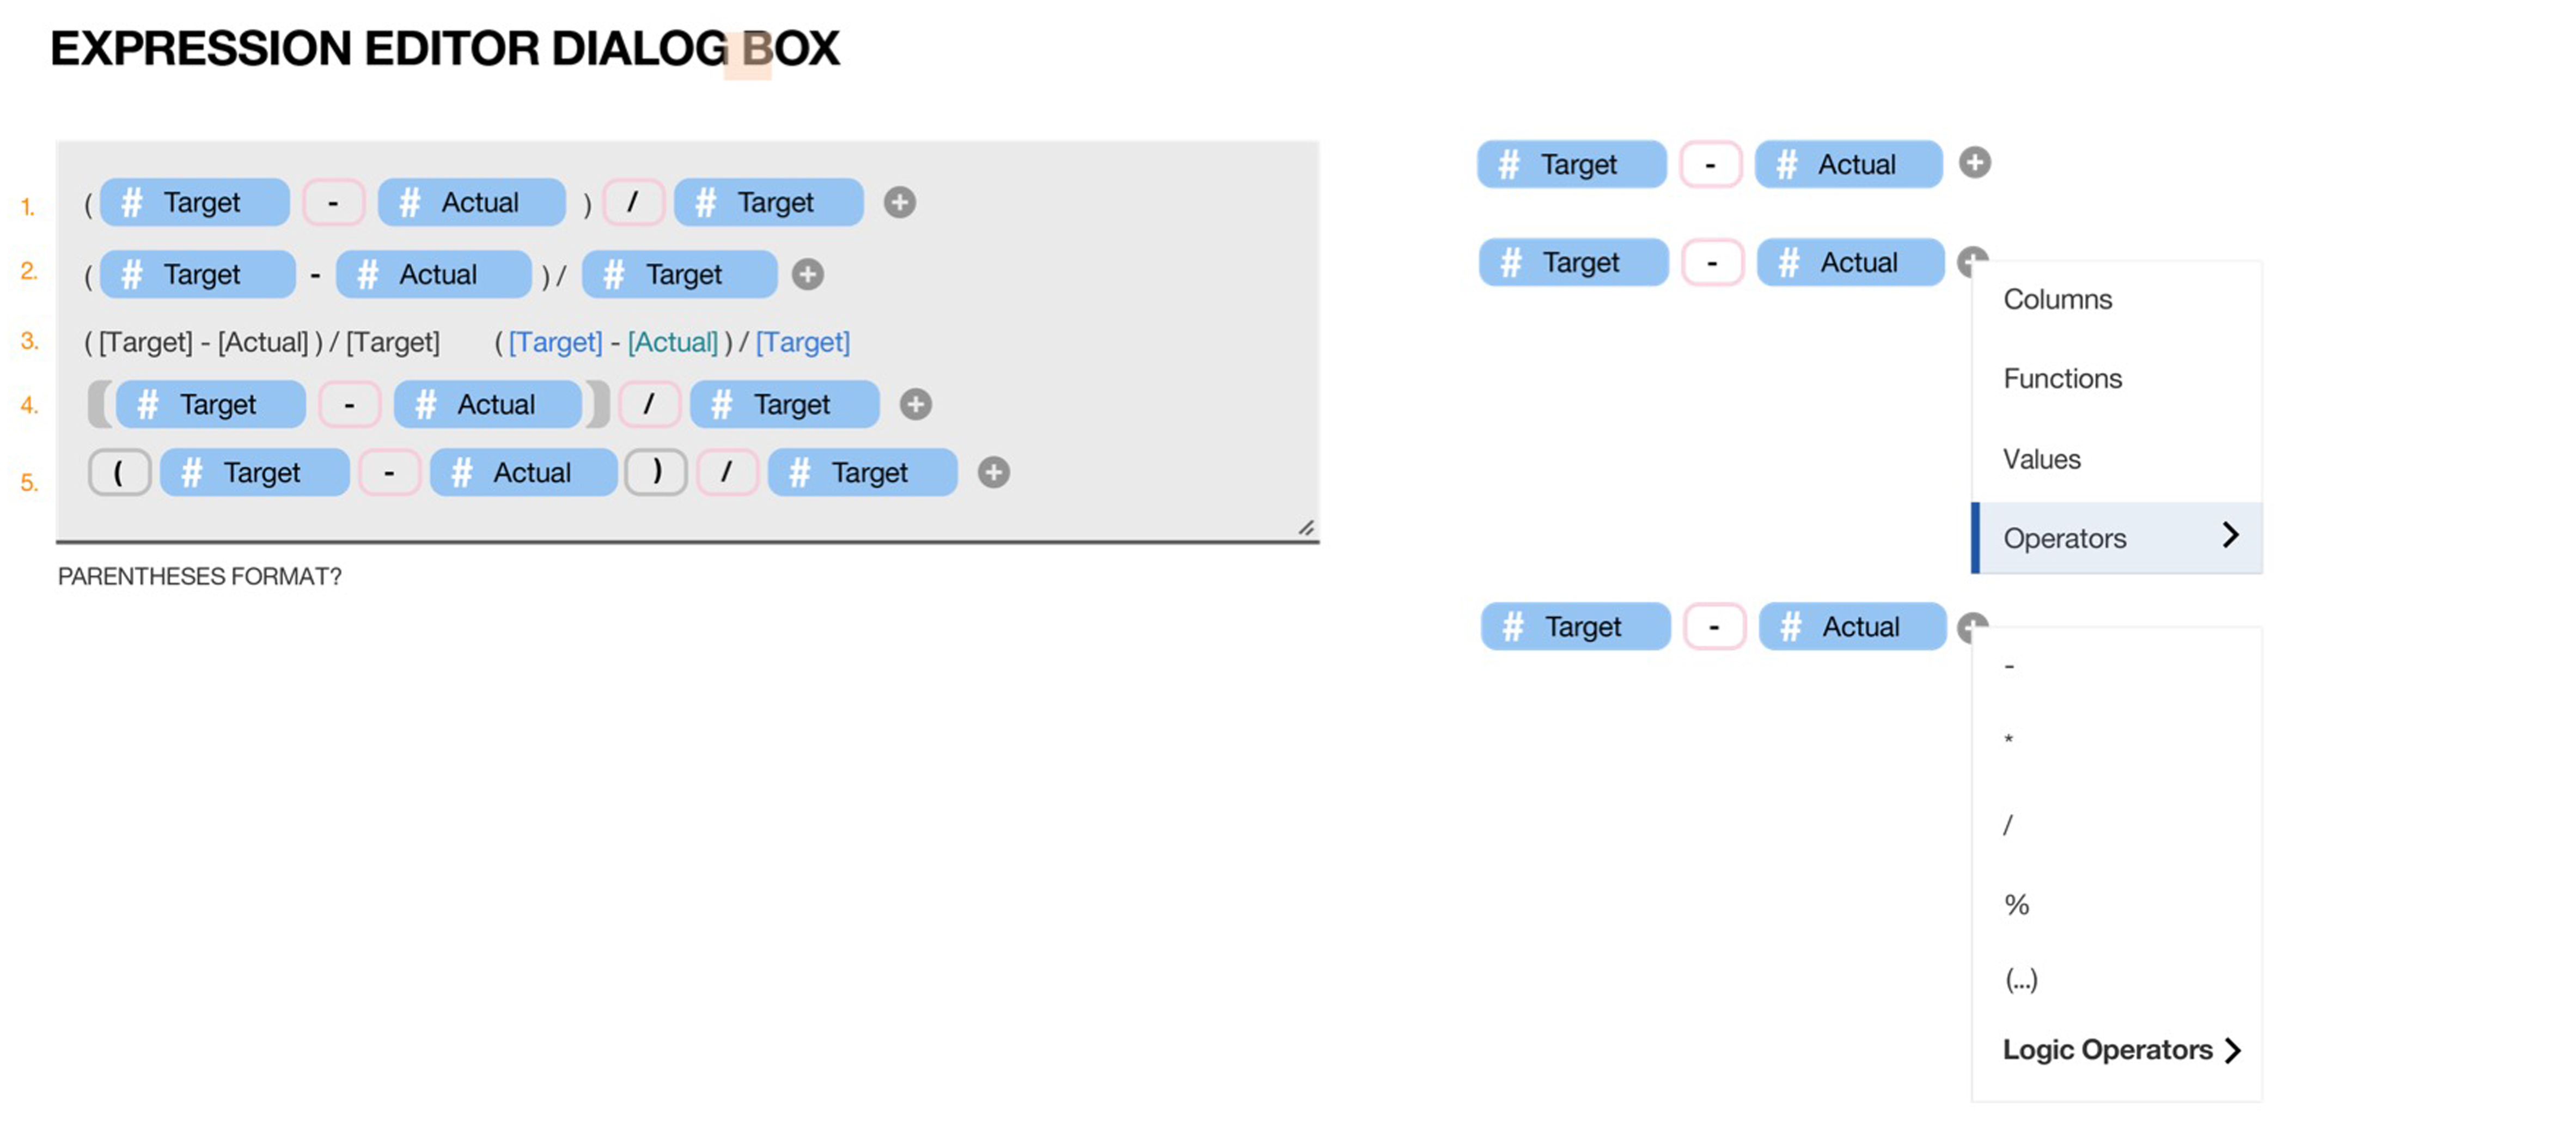 EXPRESSION EDITOR DIALOG BOX
1. ( # Target - # Actual ) / # Target +
2. ( # Target - # Actual ) / # Target +
3. ( [Target] - [Actual] ) / [Target] ( [Target] - [Actual] ) / [Target]
4. ( # Target - # Actual ) / # Target +
5. ( # Target - # Actual ) / # Target +
PARENTHESES FORMAT?
# Target - # Actual +
# Target - # Actual +
Columns
Functions
Values
Operators
# Target - # Actual +
-
*
/
%
(...)
Logic Operators